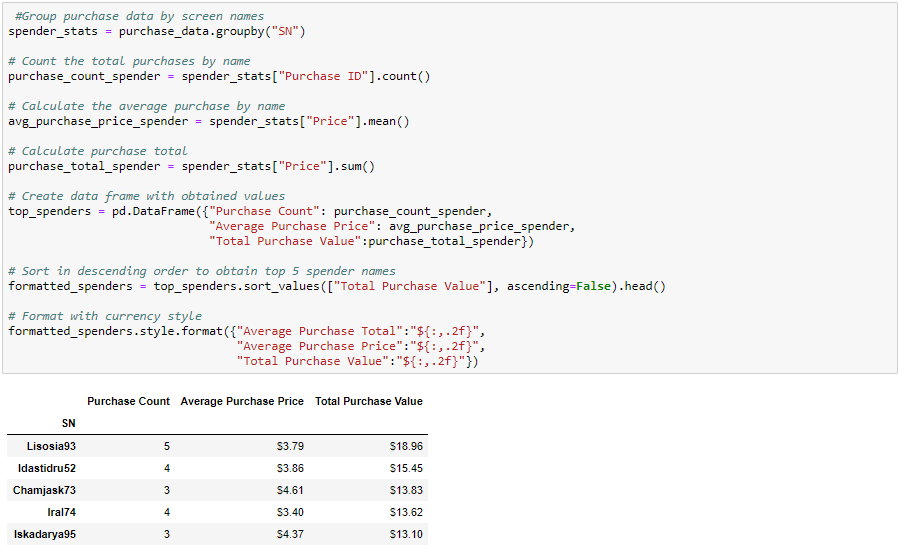 #Group purchase data by screen names
spender_stats = purchase_data.groupby("SN")
# Count the total purchases by name
purchase_count_spender = spender_stats["Purchase ID"].count()
# Calculate the average purchase by name
avg_purchase_price_spender = spender_stats["Price"].mean()
# Calculate purchase total
purchase_total_spender = spender_stats["Price"].sum()
# Create data frame with obtained values
top_spenders = pd.DataFrame({"Purchase Count": purchase_count_spender,
"Average Purchase Price": avg_purchase_price_spender,
"Total Purchase Value":purchase_total_spender})
# Sort in descending order to obtain top 5 spender names
formatted_spenders = top_spenders.sort_values(["Total Purchase Value"], ascending=False).head()
# Format with currency style
formatted_spenders.style.format({"Average Purchase Total":"${:,.2f}",
"Average Purchase Price":"${:,.2f}",
"Total Purchase Value":"${:,.2f}"})
Purchase Count Average Purchase Price Total Purchase Value
SN
Lisosia93 5 $3.79 $18.96
Idastidru52 4 $3.86 $15.45
Chamjask73 3 $4.61 $13.83
Iral74 4 $3.40 $13.62
Iskadarya95 3 $4.37 $13.10